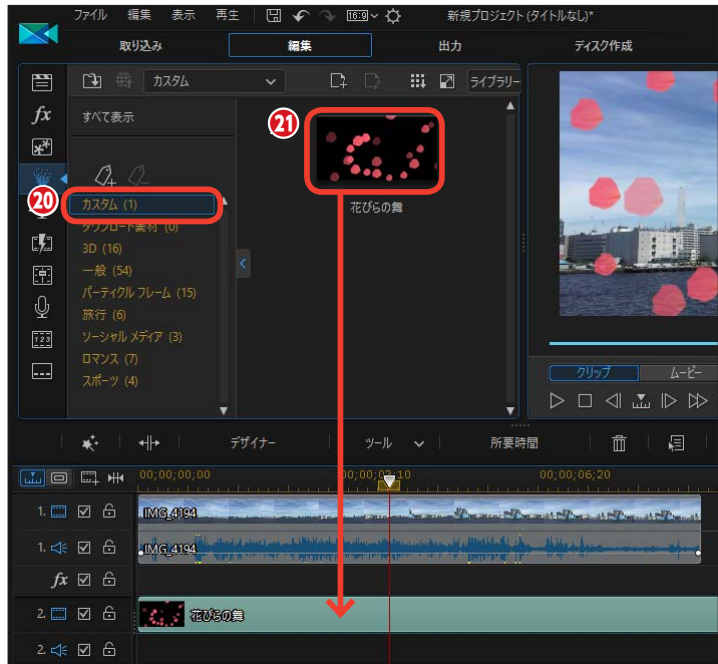 ファイル 編集 表示 再生 16:9 新規プロジェクト (タイトルなし)*
取り込み 編集 出力 ディスク作成
カスタム ライブラリー
fx すべて表示
21
20
花びらの舞
カスタム (1)
ダウンロード素材 (0)
3D (16)
一般 (54)
パーティクル フレーム (15)
旅行 (6)
123
ソーシャル メディア (3)
ロマンス (7)
スポーツ (4)
クリップ ムービー
デザイナー ツール 所要時間
00;00;00;00 00;00;03;10 00;00;06;20
1. IMG_4194
1. IMG_4194
fx
2. 花びらの舞
2.